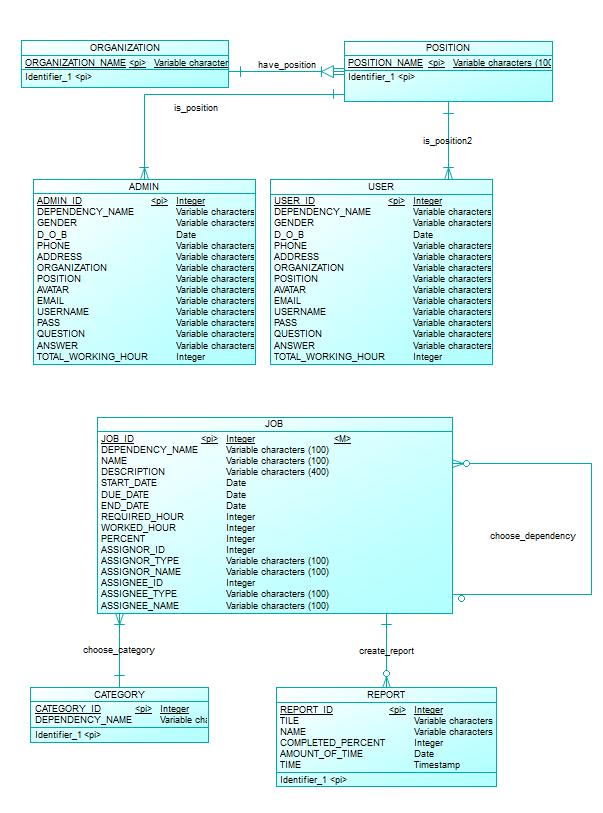 ORGANIZATION
ORGANIZATION_NAME <pi> Variable character
Identifier_1 <pi>
have_position
POSITION
POSITION_NAME <pi> Variable characters (100
Identifier_1 <pi>
is_position
is_position2
ADMIN
ADMIN_ID <pi> Integer
DEPENDENCY_NAME Variable characters
GENDER Variable characters
D_O_B Date
PHONE Variable characters
ADDRESS Variable characters
ORGANIZATION Variable characters
POSITION Variable characters
AVATAR Variable characters
EMAIL Variable characters
USERNAME Variable characters
PASS Variable characters
QUESTION Variable characters
ANSWER Variable characters
TOTAL_WORKING_HOUR Integer
USER
USER_ID <pi> Integer
DEPENDENCY_NAME Variable characters
GENDER Variable characters
D_O_B Date
PHONE Variable characters
ADDRESS Variable characters
ORGANIZATION Variable characters
POSITION Variable characters
AVATAR Variable characters
EMAIL Variable characters
USERNAME Variable characters
PASS Variable characters
QUESTION Variable characters
ANSWER Variable characters
TOTAL_WORKING_HOUR Integer
JOB
JOB_ID <pi> Integer <M>
DEPENDENCY_NAME Variable characters (100)
NAME Variable characters (100)
DESCRIPTION Variable characters (400)
START_DATE Date
DUE_DATE Date
END_DATE Date
REQUIRED_HOUR Integer
WORKED_HOUR Integer
PERCENT Integer
ASSIGNOR_ID Integer
ASSIGNOR_TYPE Variable characters (100)
ASSIGNOR_NAME Variable characters (100)
ASSIGNEE_ID Integer
ASSIGNEE_TYPE Variable characters (100)
ASSIGNEE_NAME Variable characters (100)
choose_dependency
choose_category
create_report
CATEGORY
CATEGORY_ID <pi> Integer
DEPENDENCY_NAME Variable cha
Identifier_1 <pi>
REPORT
REPORT_ID <pi> Integer
TILE Variable characters
NAME Variable characters
COMPLETED_PERCENT Integer
AMOUNT_OF_TIME Date
TIME Timestamp
Identifier_1 <pi>